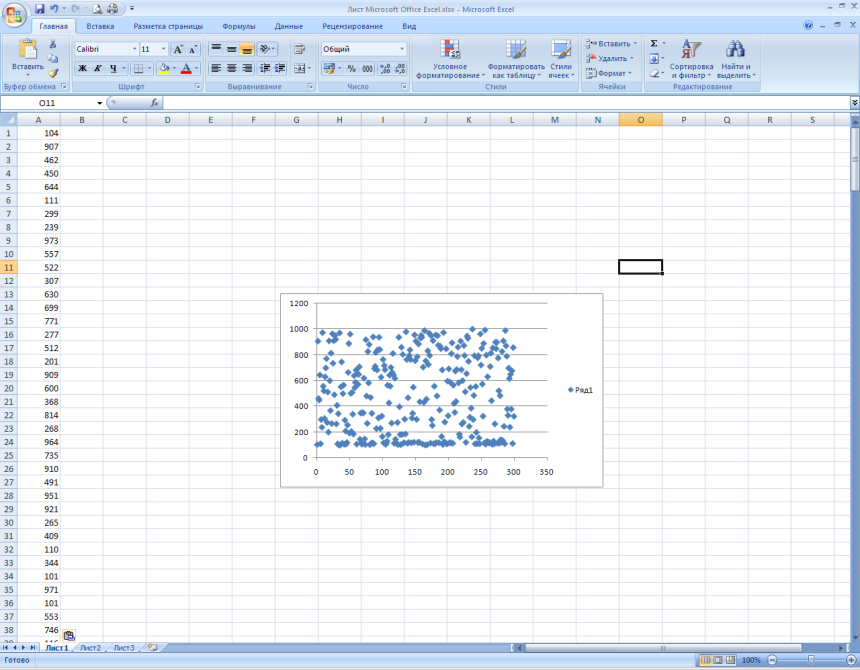 Лист Microsoft Office Excel.xlsx - Microsoft Excel
Главная Вставка Разметка страницы Формулы Данные Рецензирование Вид
Вставить
Буфер обмена
Calibri 11
Ж К Ч
Шрифт
Выравнивание
Общий
% 000
Число
Условное форматирование
Форматировать как таблицу
Стили ячеек
Стили
Вставить
Удалить
Формат
Ячейки
Σ
Сортировка и фильтр
Найти и выделить
Редактирование
O11 fx
A B C D E F G H I J K L M N O P Q R S
1 104
2 907
3 462
4 450
5 644
6 111
7 299
8 239
9 973
10 557
11 522
12 307
13 630
14 699
15 771
16 277
17 512
18 201
19 909
20 600
21 368
22 814
23 268
24 964
25 735
26 910
27 491
28 951
29 921
30 265
31 409
32 110
33 344
34 101
35 971
36 101
37 553
38 746
1200
1000
800
600
400
200
0
0 50 100 150 200 250 300 350
Ряд1
Лист1 Лист2 Лист3
Готово 100%